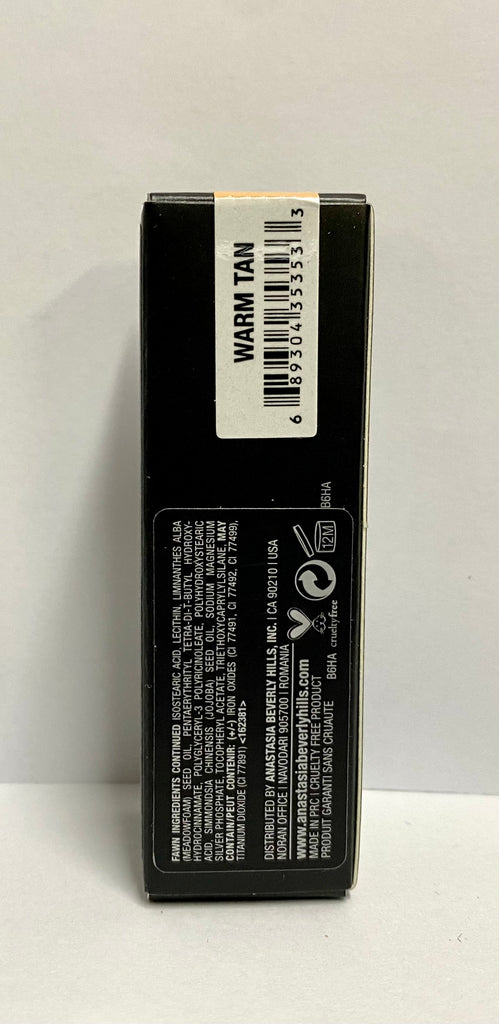 WARM TAN
6 89304 35353 3
FAWN INGREDIENTS CONTINUED ISOSTEARIC ACID, LECITHIN, LIMNANTHES ALBA
(MEADOWFOAM) SEED OIL, PENTAERYTHRITYL TETRA-DI-T-BUTYL HYDROXY-
HYDROCINNAMATE, POLYGLYCERYL-3 POLYRICINOLEATE, POLYHYDROXYSTEARIC
ACID, SIMMONDSIA CHINENSIS (JOJOBA) SEED OIL, SODIUM MAGNESIUM
SILVER PHOSPHATE, TOCOPHERYL ACETATE, TRIETHOXYCAPRYLYLSILANE, MAY
CONTAIN/PEUT CONTENIR: (+/-) IRON OXIDES (CI 77491, CI 77492, CI 77499),
TITANIUM DIOXIDE (CI 77891) <162381>
DISTRIBUTED BY ANASTASIA BEVERLY HILLS, INC. | CA 90210 | USA
NDRAN OFFICE | NAVODARI 905700 | ROMANIA
www.anastasiabeverlyhills.com
MADE IN PRC | CRUELTY FREE PRODUCT
PRODUIT GARANTI SANS CRUAUTE
B6HA
cruelty free
12M
B6HA